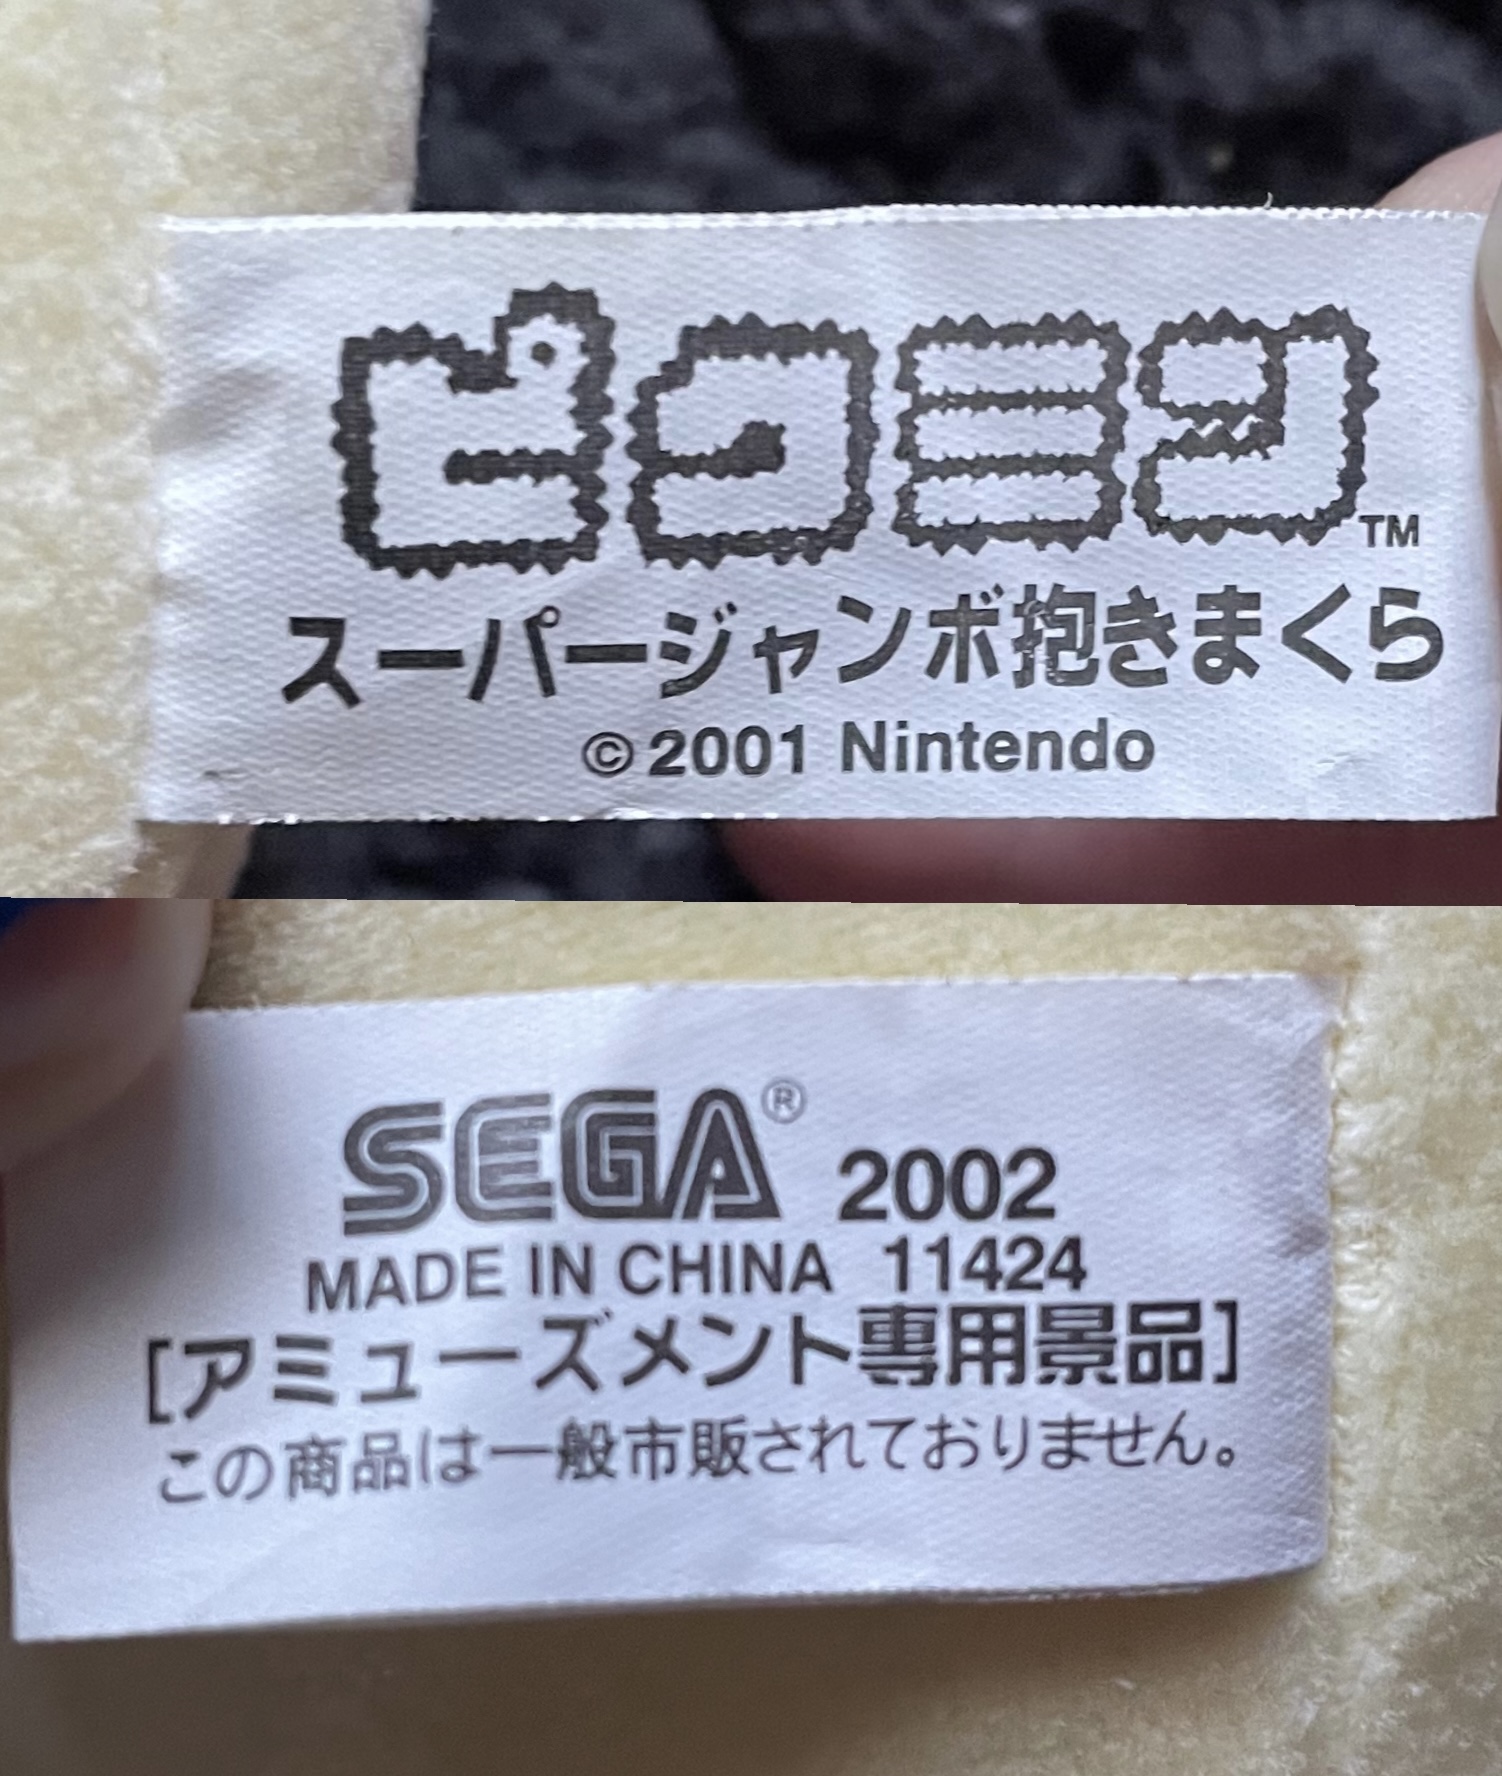 ピクミン™
スーパージャンボ抱きまくら
©2001 Nintendo
SEGA® 2002
MADE IN CHINA 11424
[アミューズメント専用景品]
この商品は一般市販されておりません。